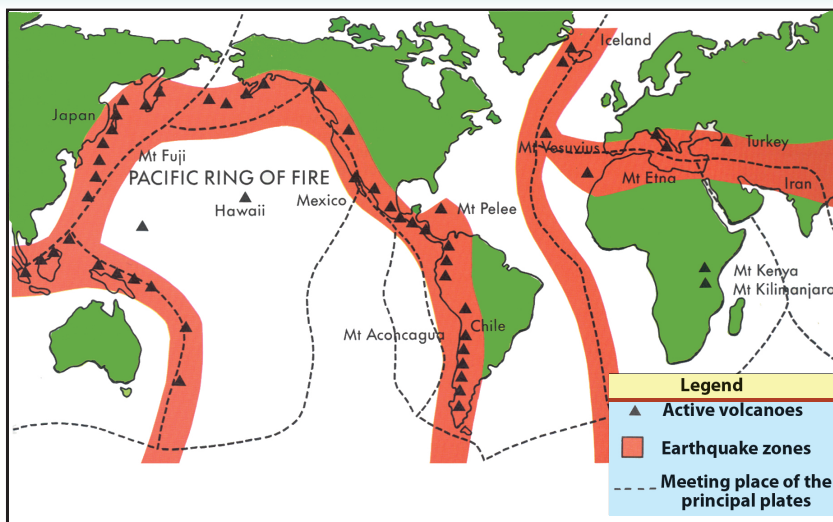 Iceland
Japan
Mt Fuji
PACIFIC RING OF FIRE
Hawaii
Mexico
Mt Pelee
Mt Vesuvius
Turkey
Mt Etna
Iran
Mt Kenya
Mt Kilimanjaro
Mt Aconcagua
Chile
Legend
Active volcanoes
Earthquake zones
Meeting place of the
principal plates